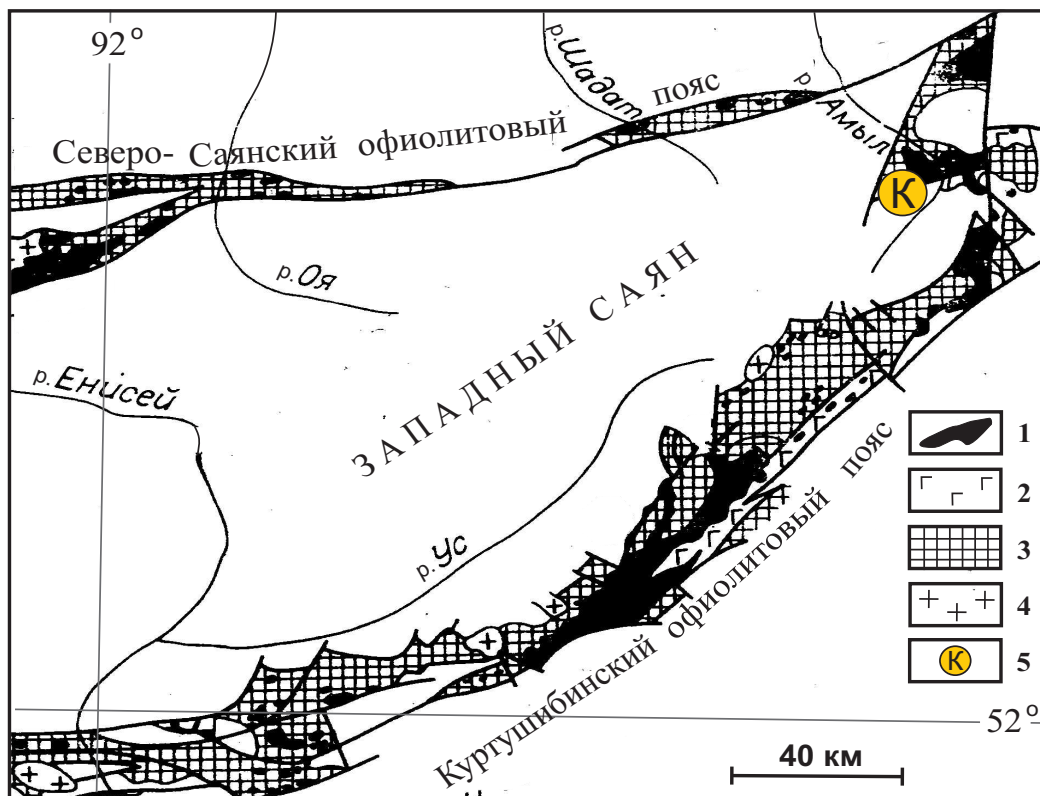 92°
р.Шадат
пояс
р. Амыл
Северо- Саянский офиолитовый
К
р.Оя
ЗАПАДНЫЙ САЯН
р.Енисей
1
2
3
4
К 5
р.Ус
Куртушибинский офиолитовый пояс
52°
40 км